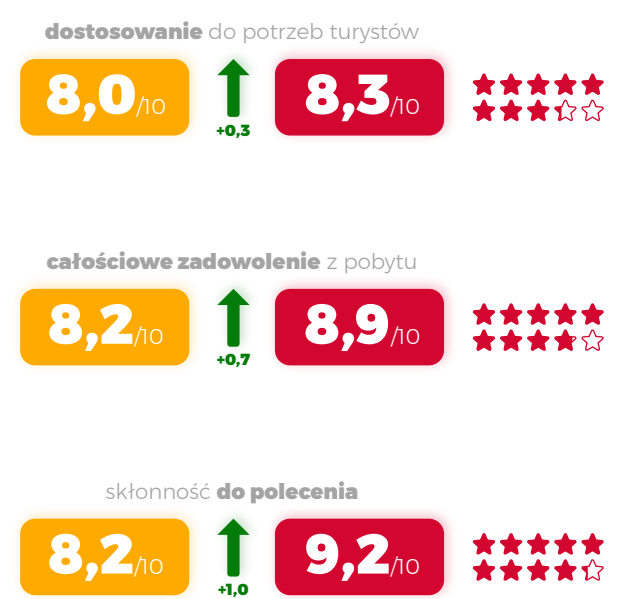 dostosowanie do potrzeb turystów
8,0/10 8,3/10
+0,3
całościowe zadowolenie z pobytu
8,2/10 8,9/10
+0,7
skłonność do polecenia
8,2/10 9,2/10
+1,0